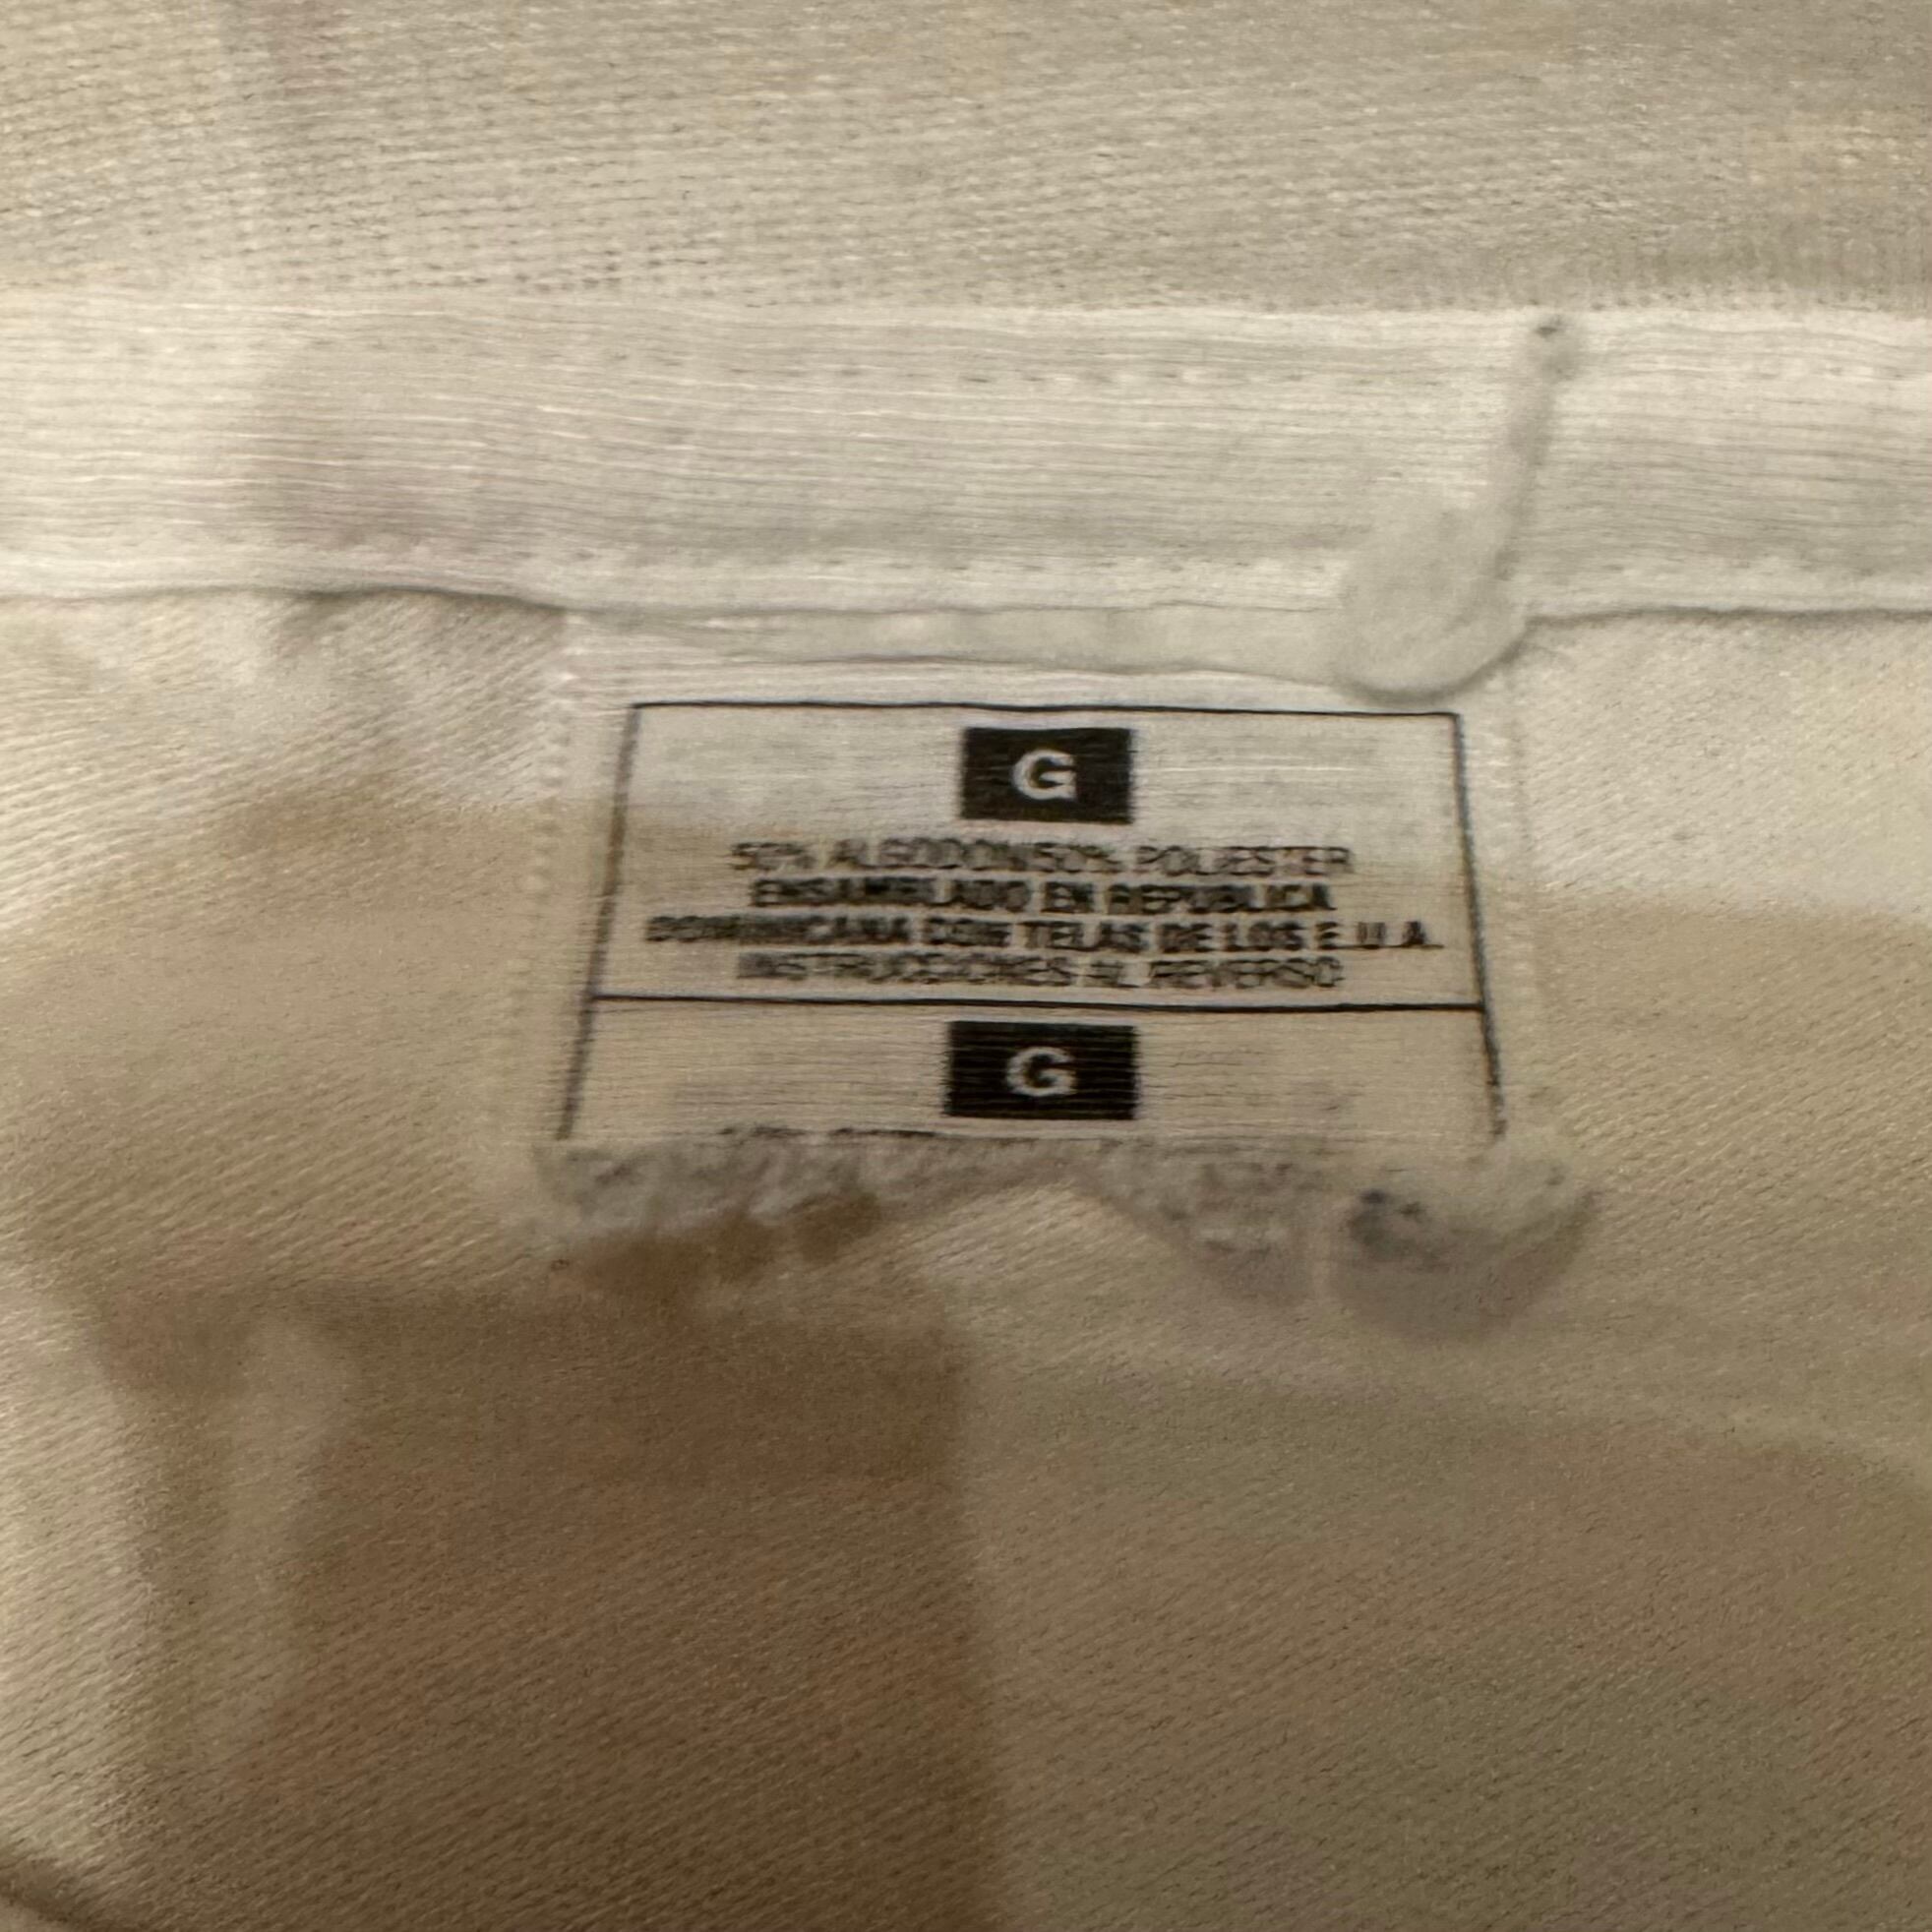 G
50% ALGODON/50% POLIESTER
ENSAMBLADO EN REPUBLICA
DOMINICANA CON TELAS DE LOS E.U.A.
INSTRUCCIONES AL REVERSO
G